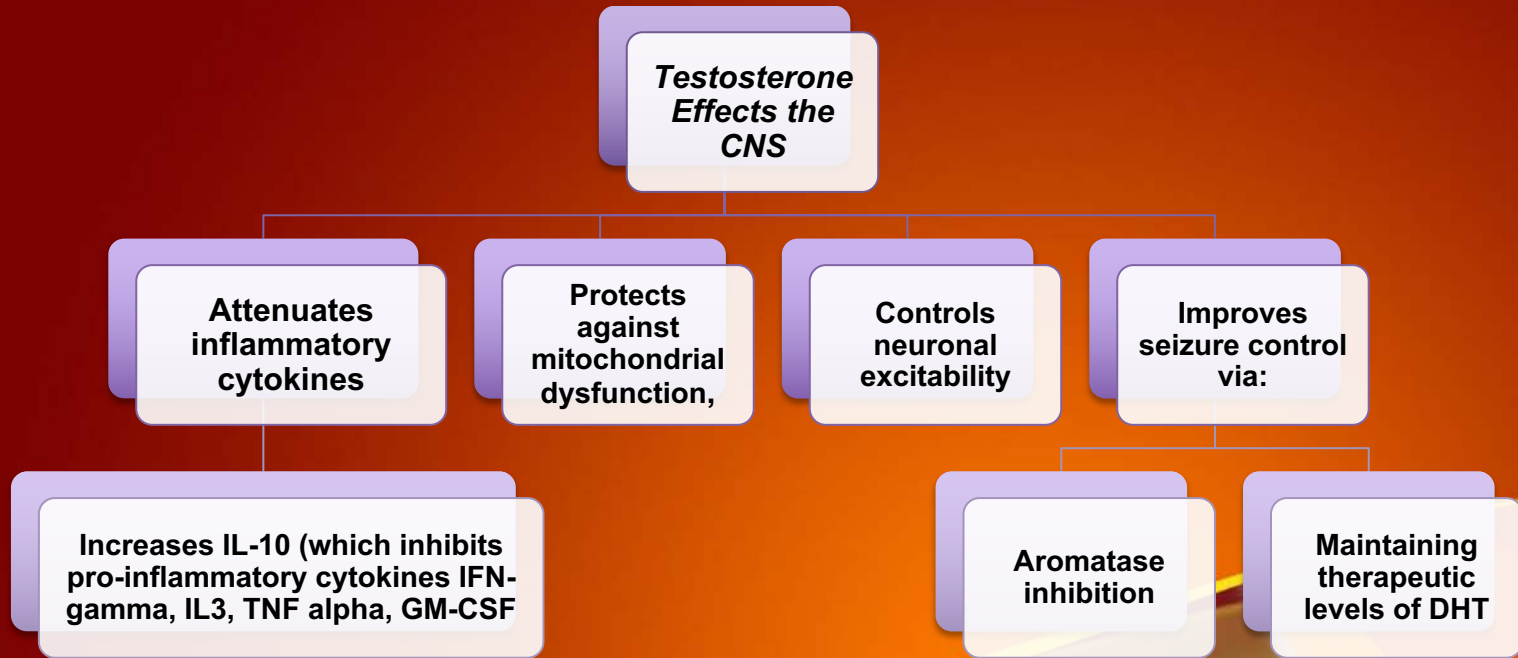 Testosterone
Effects the
CNS
Attenuates
inflammatory
cytokines
Protects
against
mitochondrial
dysfunction,
Controls
neuronal
excitability
Improves
seizure control
via:
Increases IL-10 (which inhibits
pro-inflammatory cytokines IFN-
gamma, IL3, TNF alpha, GM-CSF
Aromatase
inhibition
Maintaining
therapeutic
levels of DHT